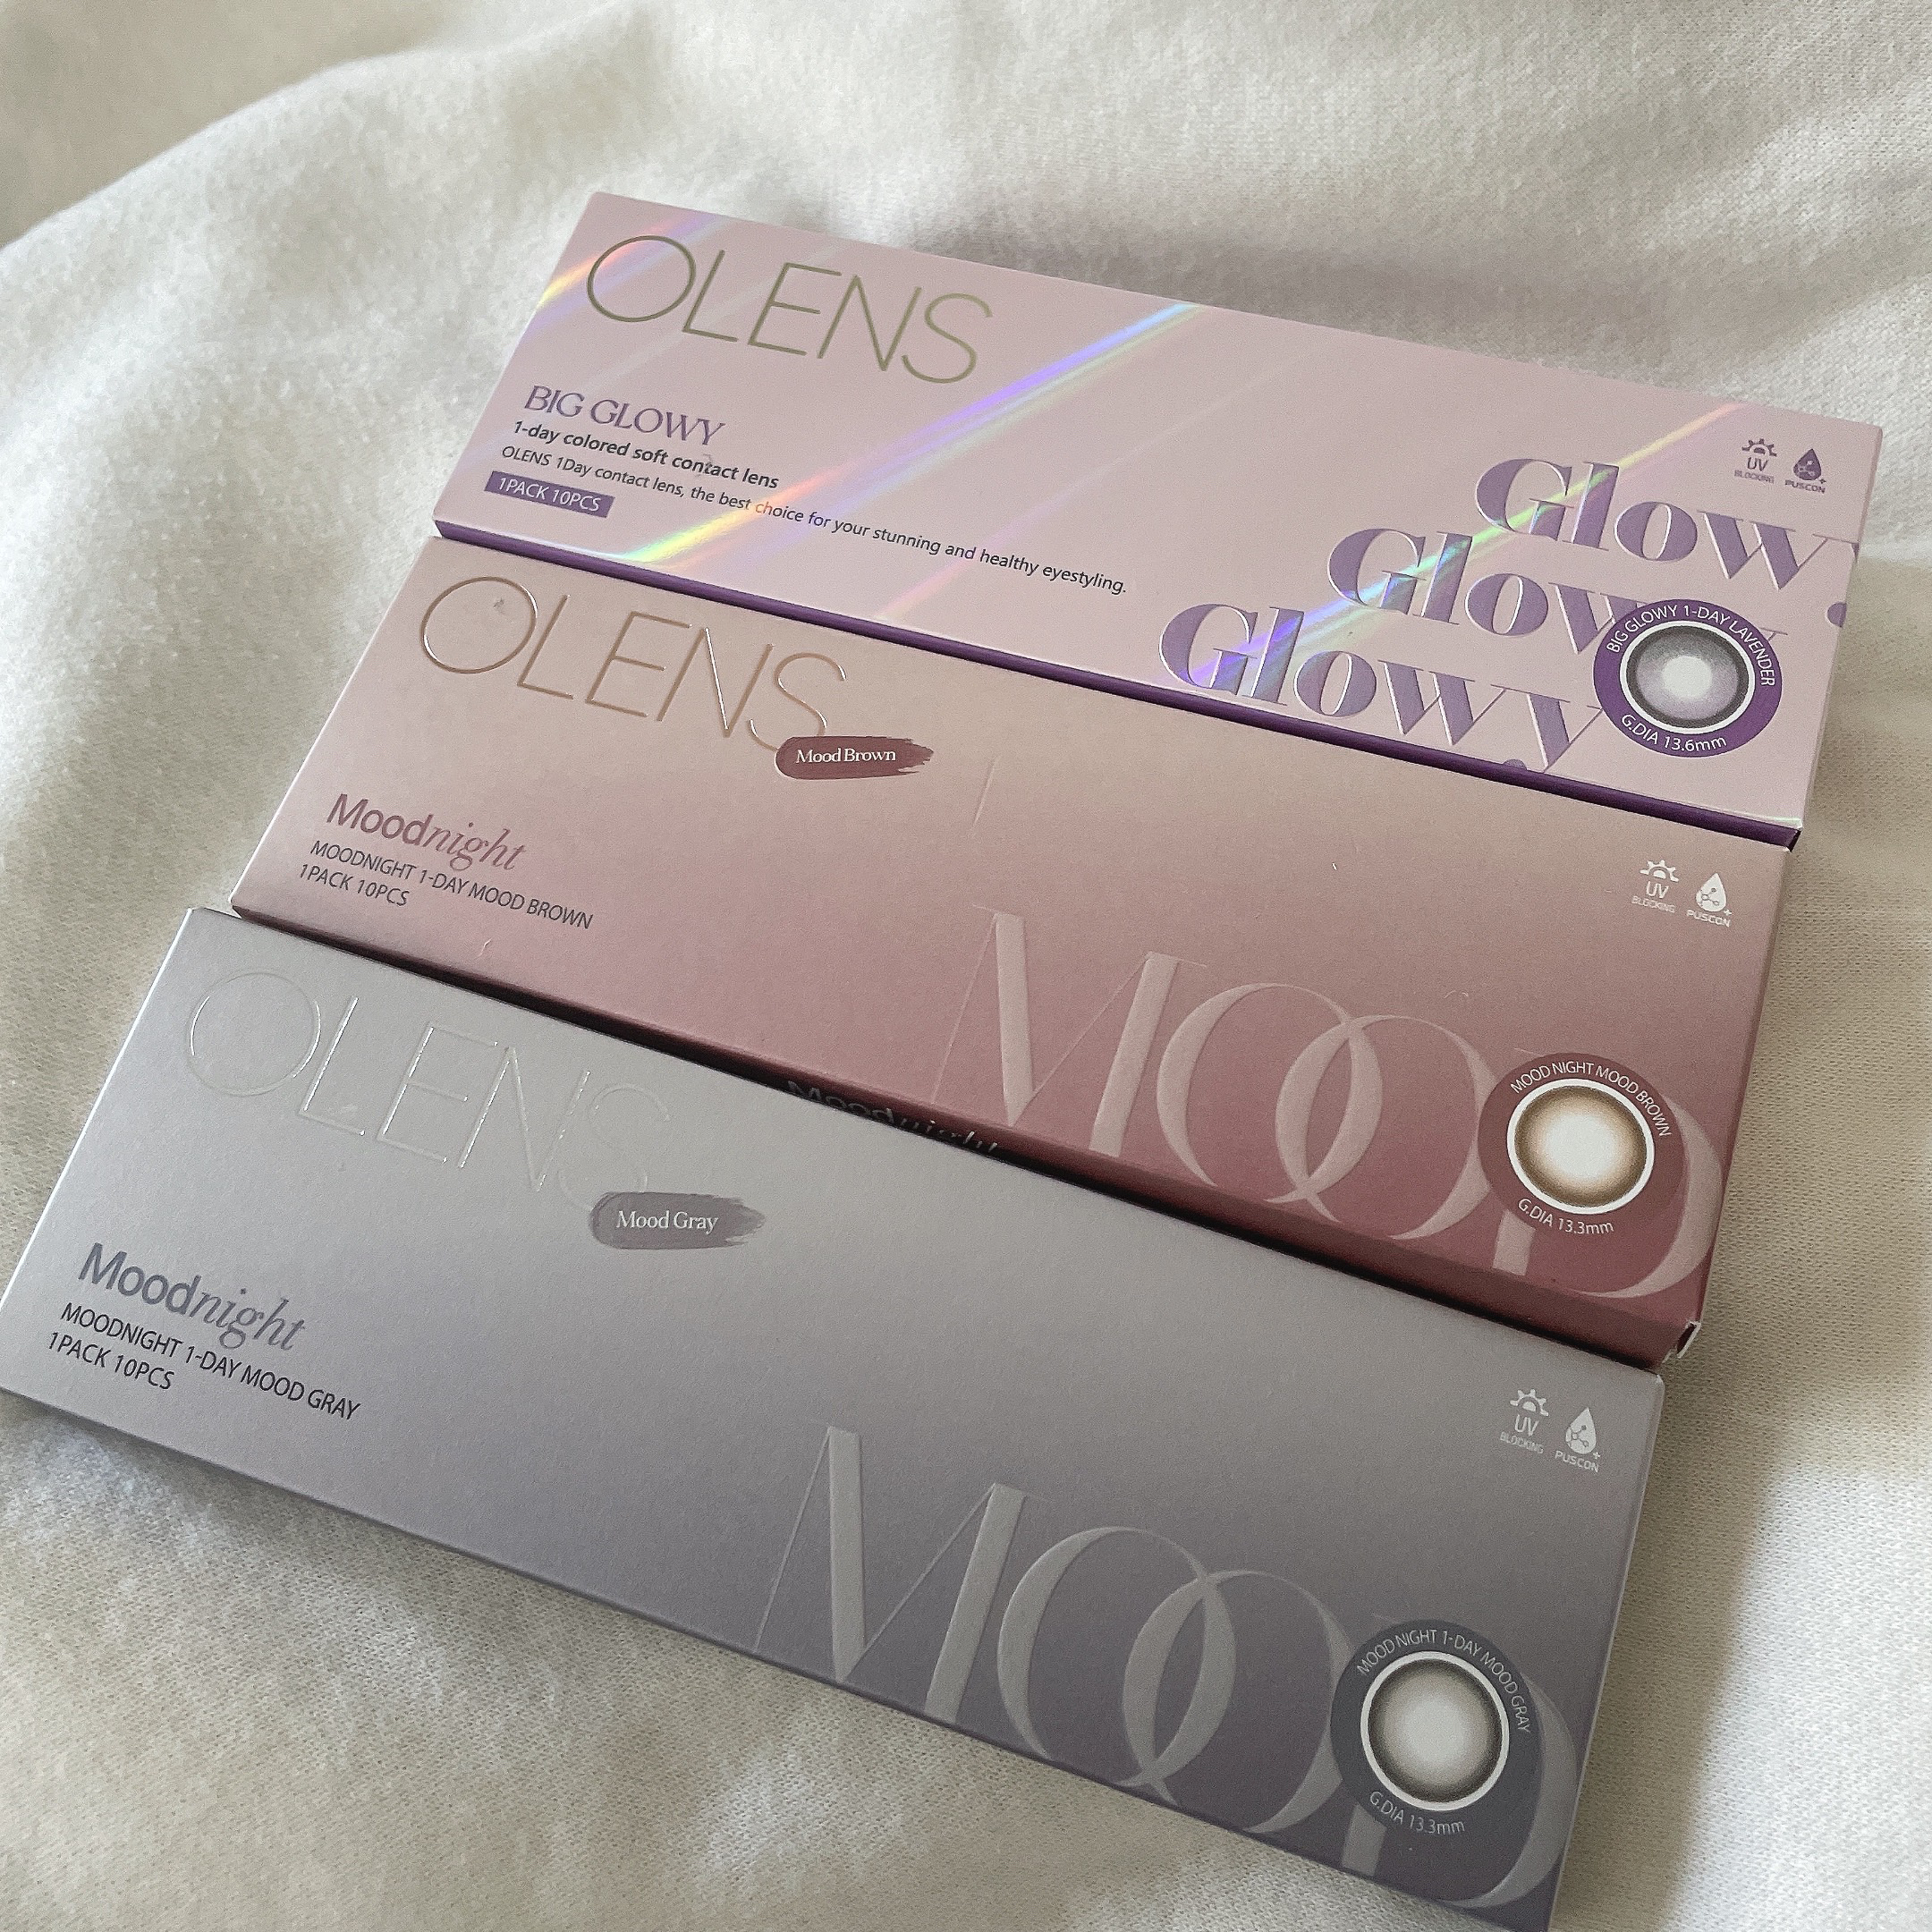 OLENS
BIG GLOWY
1-day colored soft contact lens
OLENS 1Day contact lens, the best choice for your stunning and healthy eyestyling.
1PACK 10PCS
UV
BLOCKING
PUSCON
Glowy
Glowy
Glowy
BIG GLOWY 1-DAY LAVENDER
G.DIA 13.6mm
OLENS
Mood Brown
Moodnight
MOODNIGHT 1-DAY MOOD BROWN
1PACK 10PCS
UV
BLOCKING
PUSCON
MOOD
MOOD NIGHT MOOD BROWN
G.DIA 13.3mm
Moodnight
OLENS
Mood Gray
Moodnight
MOODNIGHT 1-DAY MOOD GRAY
1PACK 10PCS
UV
BLOCKING
PUSCON
MOOD
MOOD NIGHT 1-DAY MOOD GRAY
G.DIA 13.3mm